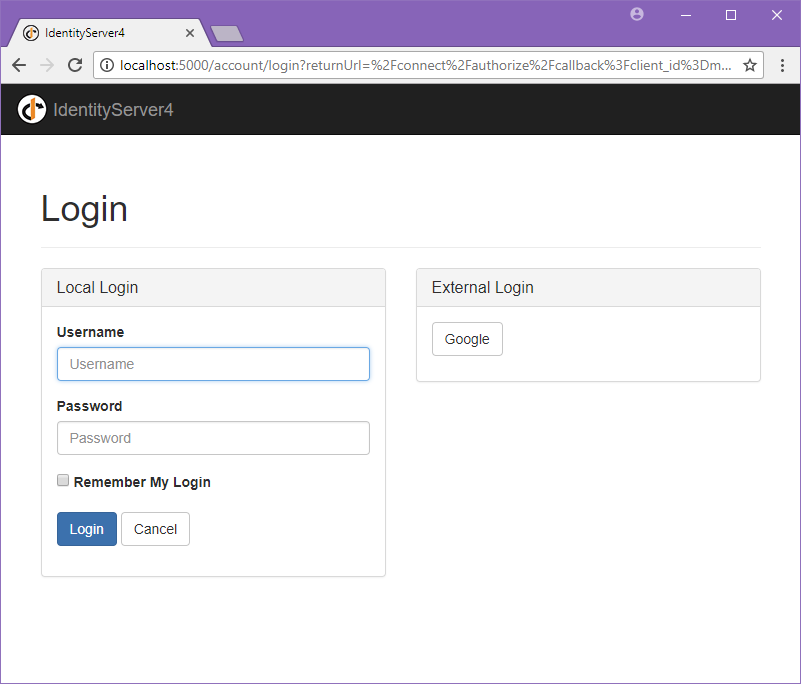 IdentityServer4
localhost:5000/account/login?returnUrl=%2Fconnect%2Fauthorize%2Fcallback%3Fclient_id%3Dm...
IdentityServer4
Login
Local Login
Username
Username
Password
Password
Remember My Login
Login Cancel
External Login
Google